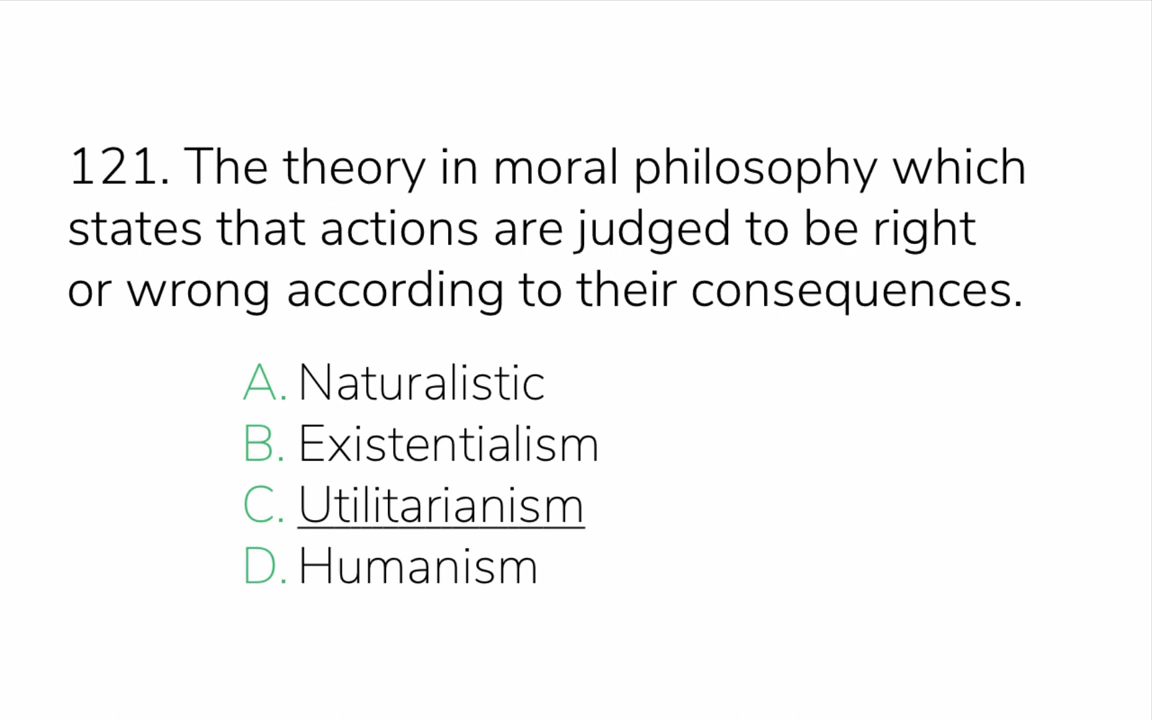 121. The theory in moral philosophy which
states that actions are judged to be right
or wrong according to their consequences.
A. Naturalistic
B. Existentialism
C. Utilitarianism
D. Humanism